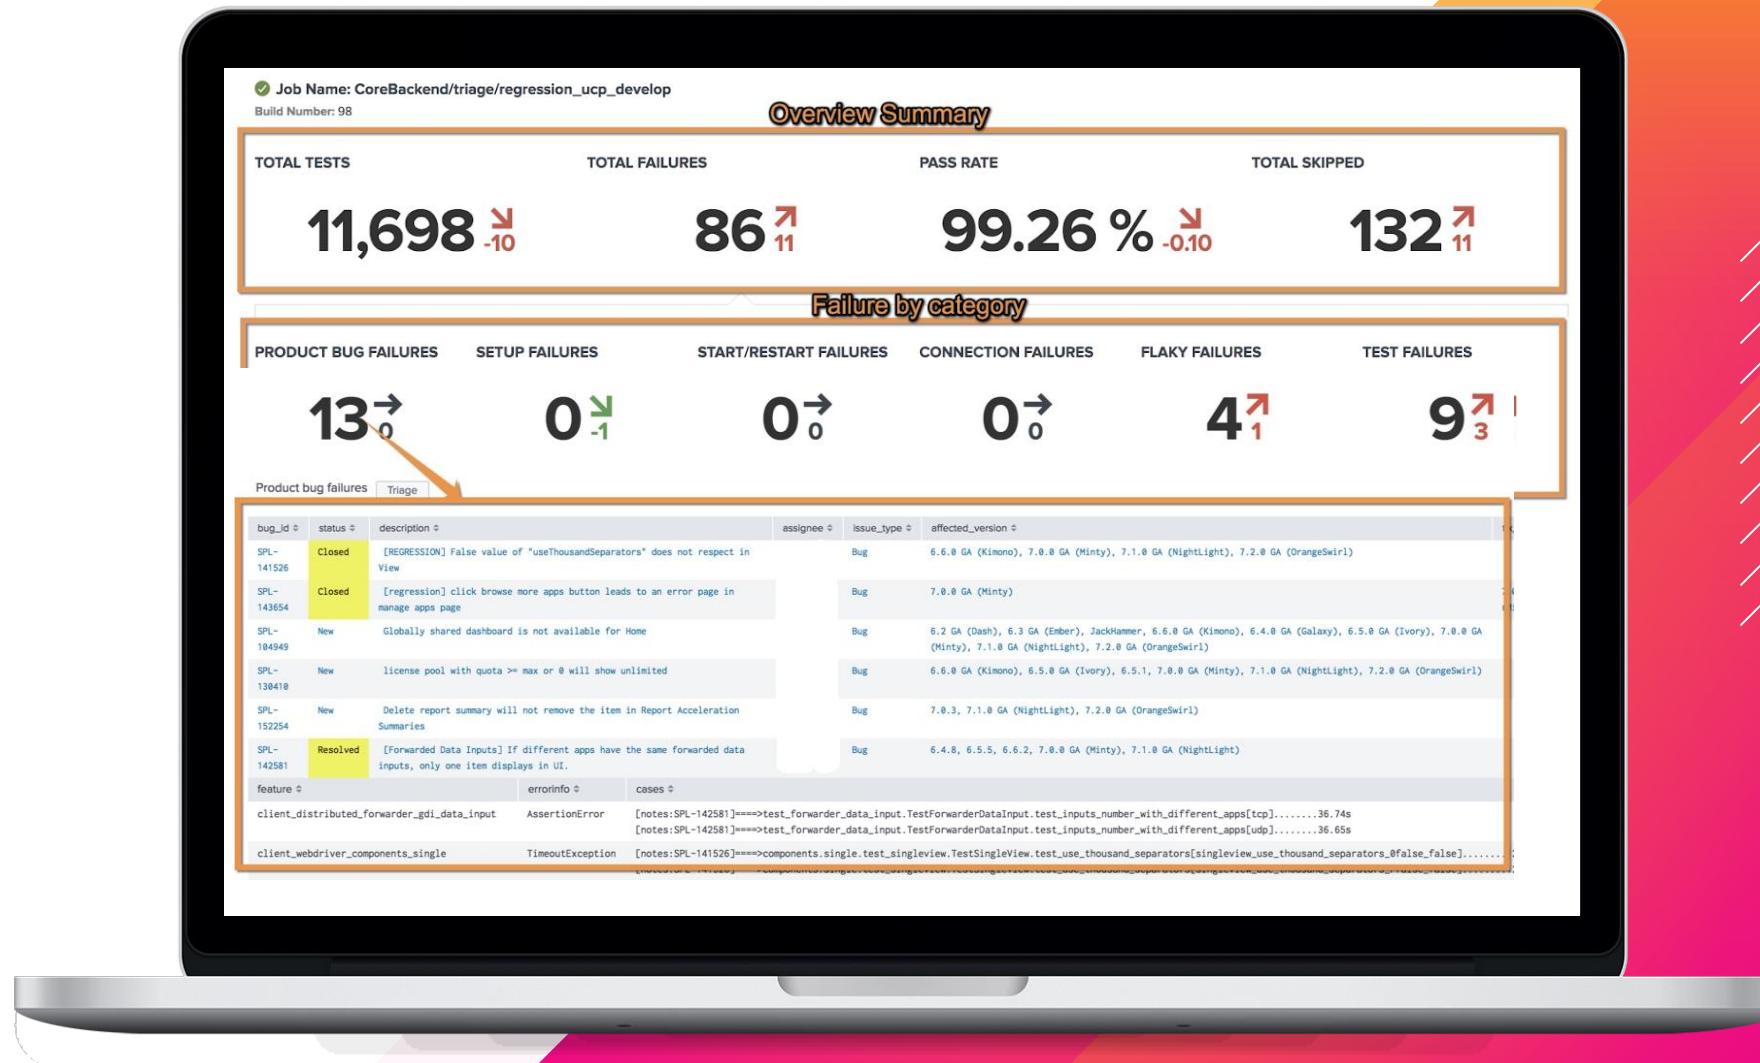 Job Name: CoreBackend/triage/regression_ucp_develop
Build Number: 98
Overview Summary
TOTAL TESTS TOTAL FAILURES PASS RATE TOTAL SKIPPED
11,698 -10 86 11 99.26 % -0.10 132 11
Failure by category
PRODUCT BUG FAILURES SETUP FAILURES START/RESTART FAILURES CONNECTION FAILURES FLAKY FAILURES TEST FAILURES
13 0 0 -1 0 0 0 0 4 1 9 3
Product bug failures Triage
bug_id status description assignee issue_type affected_version
SPL- Closed [REGRESSION] False value of "useThousandSeparators" does not respect in Bug 6.6.0 GA (Kimono), 7.0.0 GA (Minty), 7.1.0 GA (NightLight), 7.2.0 GA (OrangeSwirl)
141526 View
SPL- Closed [regression] click browse more apps button leads to an error page in Bug 7.0.0 GA (Minty)
143654 manage apps page
SPL- New Globally shared dashboard is not available for Home Bug 6.2 GA (Dash), 6.3 GA (Ember), JackHammer, 6.6.0 GA (Kimono), 6.4.0 GA (Galaxy), 6.5.0 GA (Ivory), 7.0.0 GA
104949 (Minty), 7.1.0 GA (NightLight), 7.2.0 GA (OrangeSwirl)
SPL- New license pool with quota >= max or 0 will show unlimited Bug 6.6.0 GA (Kimono), 6.5.0 GA (Ivory), 6.5.1, 7.0.0 GA (Minty), 7.1.0 GA (NightLight), 7.2.0 GA (OrangeSwirl)
130410
SPL- New Delete report summary will not remove the item in Report Acceleration Bug 7.0.3, 7.1.0 GA (NightLight), 7.2.0 GA (OrangeSwirl)
152254 Summaries
SPL- Resolved [Forwarded Data Inputs] If different apps have the same forwarded data Bug 6.4.8, 6.5.5, 6.6.2, 7.0.0 GA (Minty), 7.1.0 GA (NightLight)
142581 inputs, only one item displays in UI.
feature errorinfo cases
client_distributed_forwarder_gdi_data_input AssertionError [notes:SPL-142581]====>test_forwarder_data_input.TestForwarderDataInput.test_inputs_number_with_different_apps[tcp]........36.74s
[notes:SPL-142581]====>test_forwarder_data_input.TestForwarderDataInput.test_inputs_number_with_different_apps[udp]........36.65s
client_webdriver_components_single TimeoutException [notes:SPL-141526]====>components.single.test_singleview.TestSingleView.test_use_thousand_separators[singleview_use_thousand_separators_0false_false]........